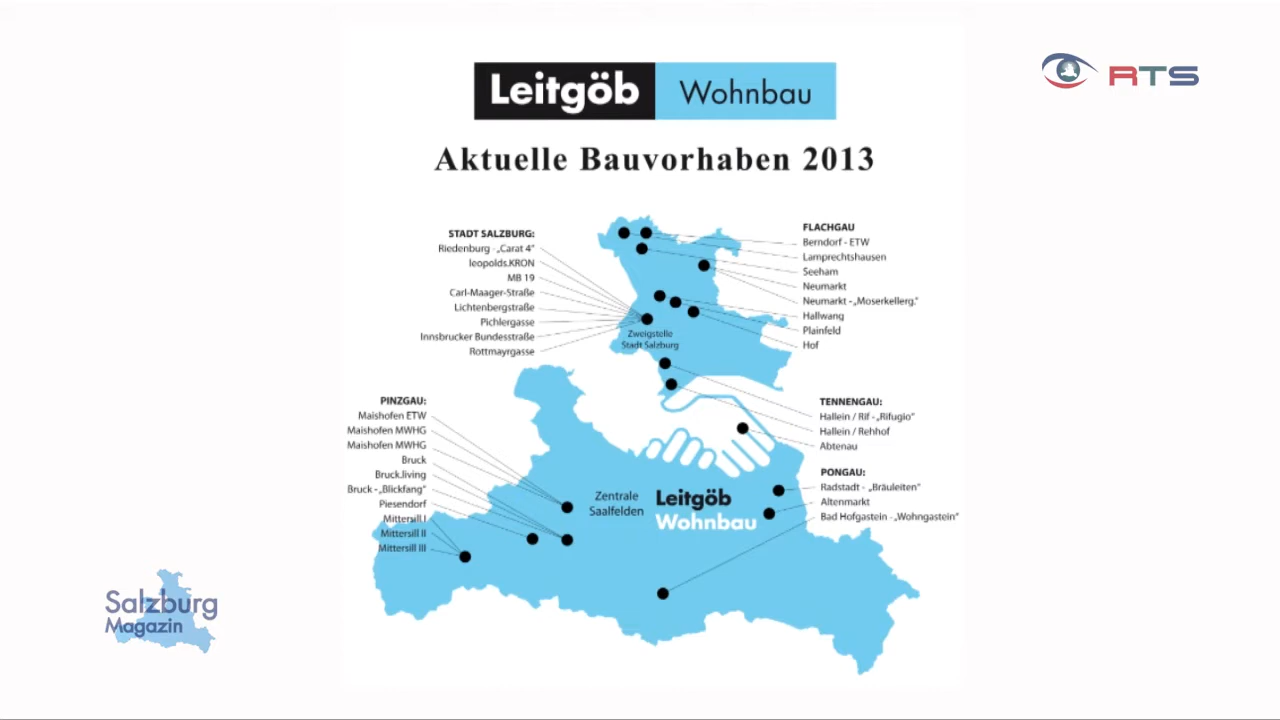 Leitgöb Wohnbau
RTS
Aktuelle Bauvorhaben 2013
STADT SALZBURG:
Riedenburg - „Carat 4“
leopolds.KRON
MB 19
Carl-Maager-Straße
Lichtenbergstraße
Pichlergasse
Innsbrucker Bundesstraße
Rottmayrgasse
FLACHGAU
Berndorf - ETW
Lamprechtshausen
Seeham
Neumarkt
Neumarkt - „Moserkellerg.“
Hallwang
Plainfeld
Hof
Zweigstelle
Stadt Salzburg
PINZGAU:
Maishofen ETW
Maishofen MWHG
Maishofen MWHG
Bruck
Bruck.living
Bruck - „Blickfang“
Piesendorf
Mittersill I
Mittersill II
Mittersill III
TENNENGAU:
Hallein / Rif - „Rifugio“
Hallein / Rehhof
Abtenau
PONGAU:
Radstadt - „Bräuleiten“
Altenmarkt
Bad Hofgastein - „Wohngastein“
Zentrale
Saalfelden
Leitgöb
Wohnbau
Salzburg
Magazin